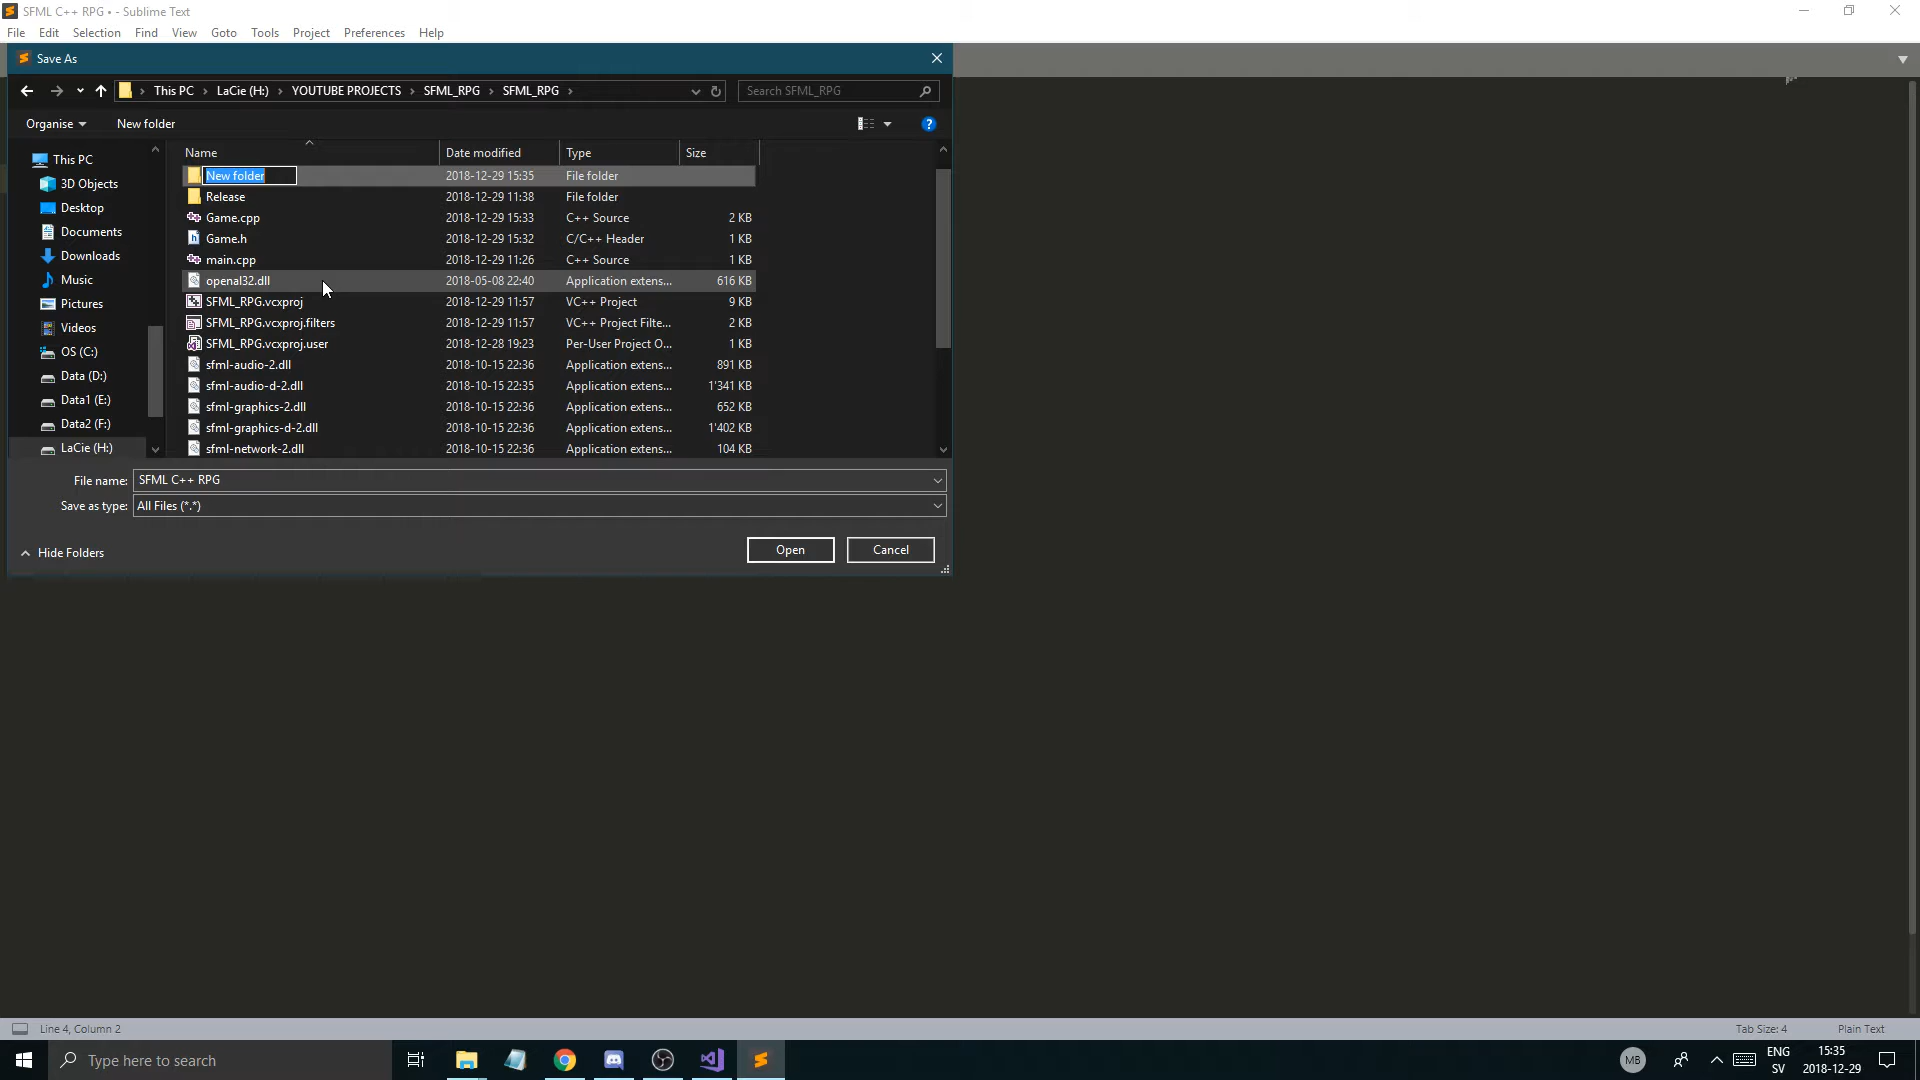 SFML C++ RPG • - Sublime Text
File Edit Selection Find View Goto Tools Project Preferences Help
Save As
This PC > LaCie (H:) > YOUTUBE PROJECTS > SFML_RPG > SFML_RPG >
Search SFML_RPG
Organise New folder
Name Date modified Type Size
This PC
3D Objects
Desktop
Documents
Downloads
Music
Pictures
Videos
OS (C:)
Data (D:)
Data1 (E:)
Data2 (F:)
LaCie (H:)
New folder 2018-12-29 15:35 File folder
Release 2018-12-29 11:38 File folder
Game.cpp 2018-12-29 15:33 C++ Source 2 KB
Game.h 2018-12-29 15:32 C/C++ Header 1 KB
main.cpp 2018-12-29 11:26 C++ Source 1 KB
openal32.dll 2018-05-08 22:40 Application extens... 616 KB
SFML_RPG.vcxproj 2018-12-29 11:57 VC++ Project 9 KB
SFML_RPG.vcxproj.filters 2018-12-29 11:57 VC++ Project Filte... 2 KB
SFML_RPG.vcxproj.user 2018-12-28 19:23 Per-User Project O... 1 KB
sfml-audio-2.dll 2018-10-15 22:36 Application extens... 891 KB
sfml-audio-d-2.dll 2018-10-15 22:35 Application extens... 1'341 KB
sfml-graphics-2.dll 2018-10-15 22:36 Application extens... 652 KB
sfml-graphics-d-2.dll 2018-10-15 22:36 Application extens... 1'402 KB
sfml-network-2.dll 2018-10-15 22:36 Application extens... 104 KB
File name: SFML C++ RPG
Save as type: All Files (*.*)
Hide Folders
Open Cancel
Line 4, Column 2 Tab Size: 4 Plain Text
Type here to search
MB
ENG
SV
15:35
2018-12-29